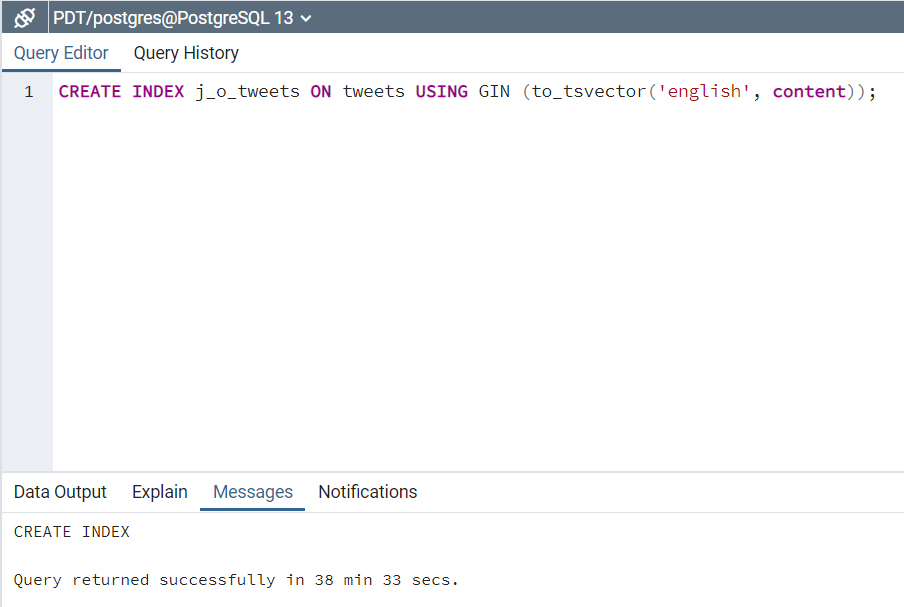 PDT/postgres@PostgreSQL 13
Query Editor Query History
1 CREATE INDEX j_o_tweets ON tweets USING GIN (to_tsvector('english', content));
Data Output Explain Messages Notifications
CREATE INDEX
Query returned successfully in 38 min 33 secs.